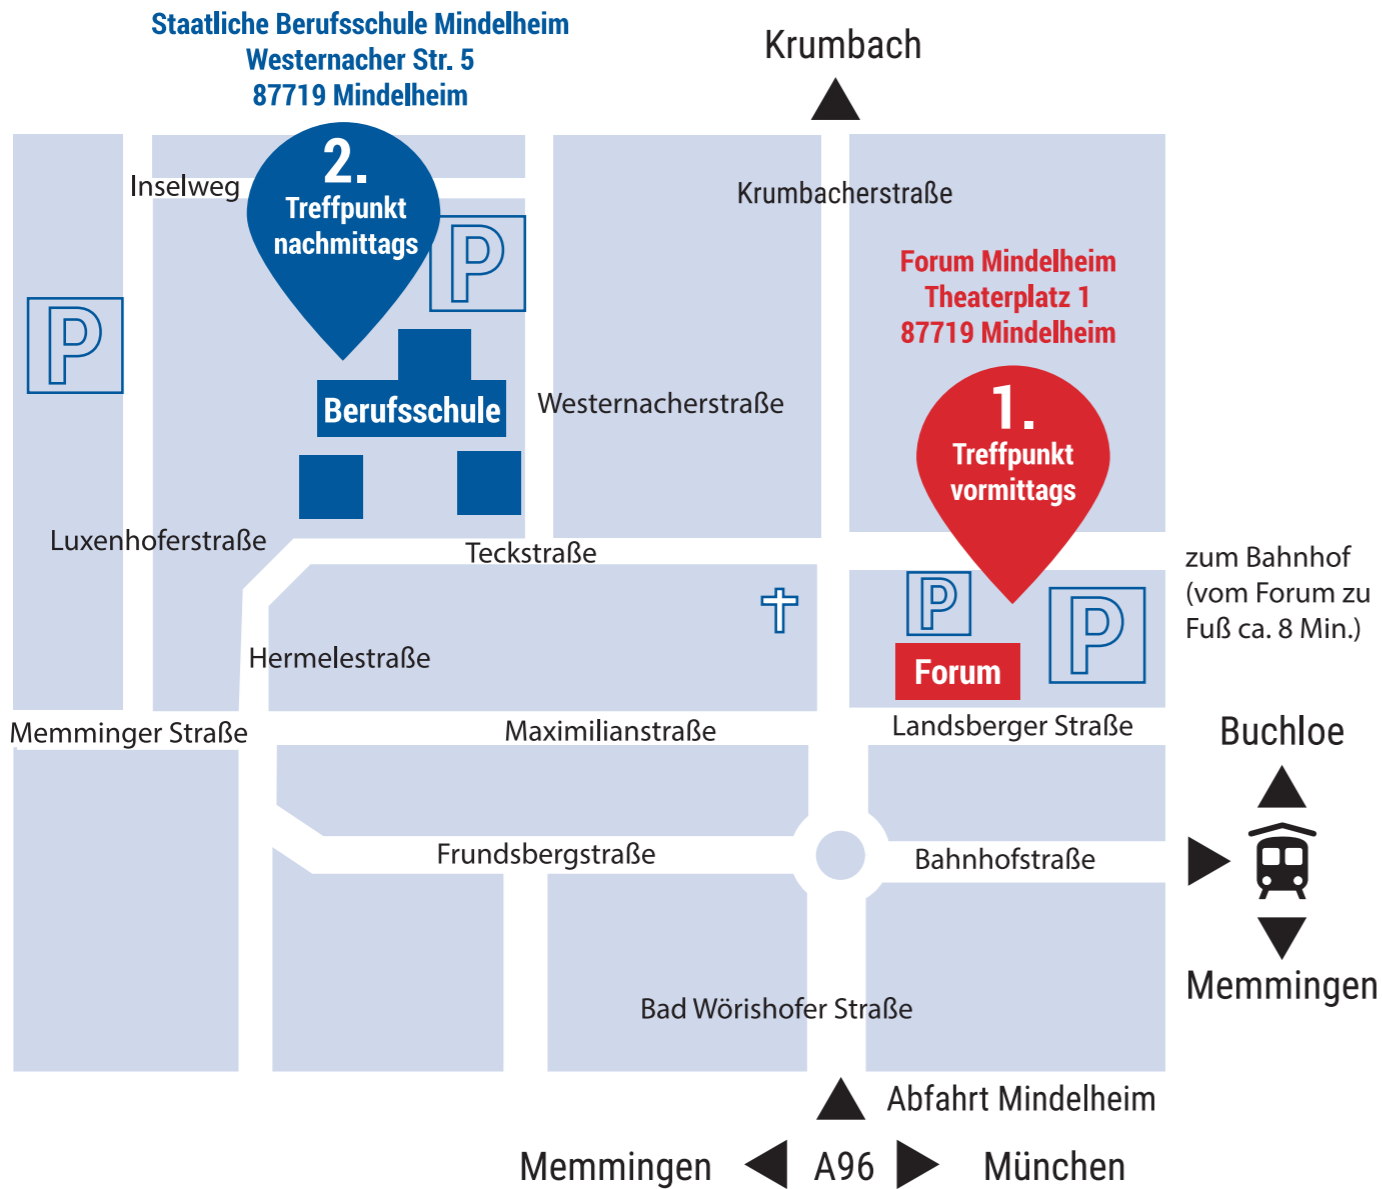 Staatliche Berufsschule Mindelheim
Westernacher Str. 5
87719 Mindelheim
Krumbach
2.
Treffpunkt
nachmittags
Inselweg
P
P
Krumbacherstraße
Forum Mindelheim
Theaterplatz 1
87719 Mindelheim
Berufsschule
Westernacherstraße
1.
Treffpunkt
vormittags
Luxenhoferstraße
Teckstraße
zum Bahnhof
(vom Forum zu
Fuß ca. 8 Min.)
P
P
Forum
Hermelestraße
Memminger Straße
Maximilianstraße
Landsberger Straße
Buchloe
Frundsbergstraße
Bahnhofstraße
Memmingen
Bad Wörishofer Straße
Abfahrt Mindelheim
Memmingen A96 München